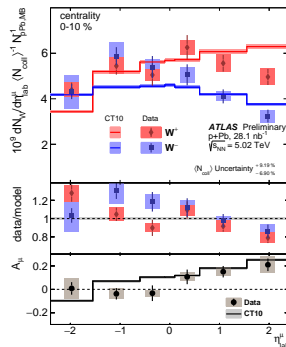 centrality
0-10 %
10⁹ dN_W/dη^μ_lab ⟨N_coll⟩⁻¹ N⁻¹_pPb,MB
6
4
2
0
CT10 Data
W⁺
W⁻
ATLAS Preliminary
p+Pb, 28.1 nb⁻¹
√s_NN = 5.02 TeV
⟨N_coll⟩ Uncertainty + 9.19 %
- 6.90 %
data/model
1.2
1
0.8
A_μ
0.2
0
-0.2
Data
CT10
-2 -1 0 1 2
η^μ_lab